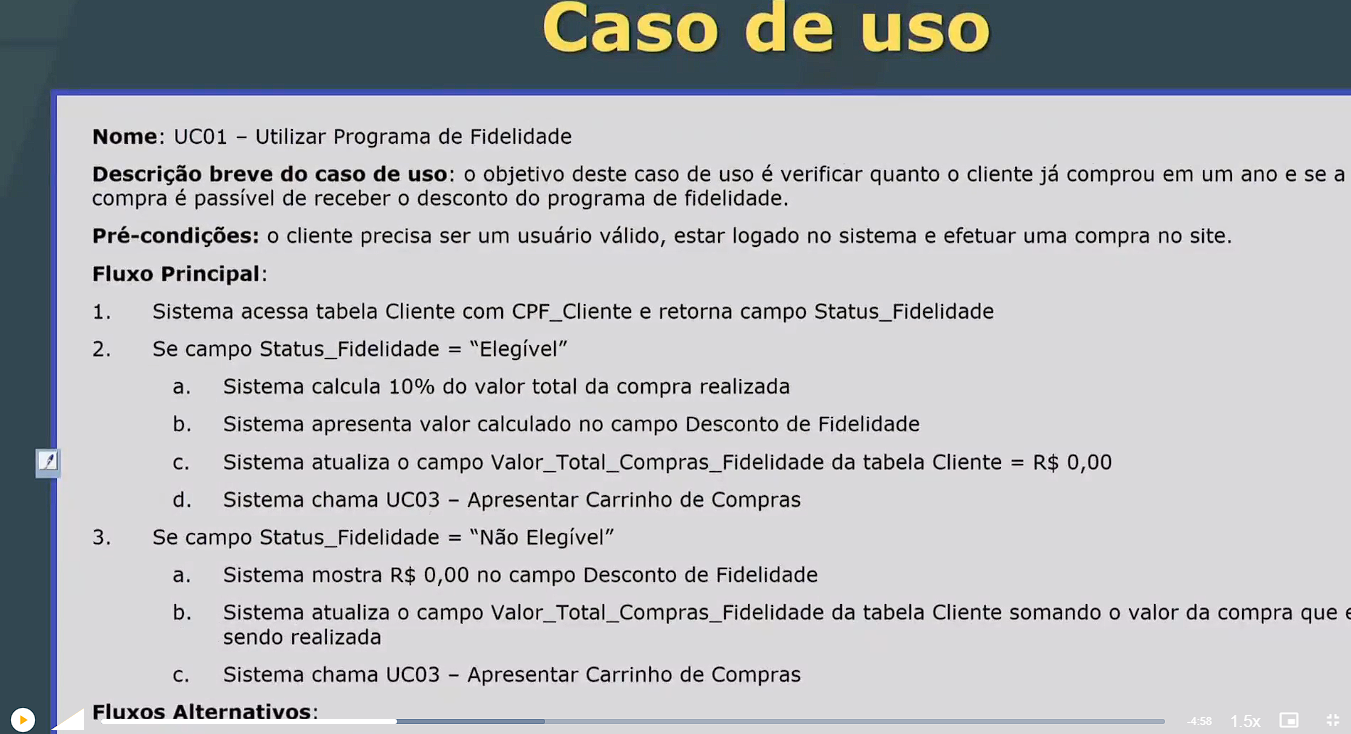 Caso de uso
Nome: UC01 – Utilizar Programa de Fidelidade
Descrição breve do caso de uso: o objetivo deste caso de uso é verificar quanto o cliente já comprou em um ano e se a
compra é passível de receber o desconto do programa de fidelidade.
Pré-condições: o cliente precisa ser um usuário válido, estar logado no sistema e efetuar uma compra no site.
Fluxo Principal:
1. Sistema acessa tabela Cliente com CPF_Cliente e retorna campo Status_Fidelidade
2. Se campo Status_Fidelidade = “Elegível”
a. Sistema calcula 10% do valor total da compra realizada
b. Sistema apresenta valor calculado no campo Desconto de Fidelidade
c. Sistema atualiza o campo Valor_Total_Compras_Fidelidade da tabela Cliente = R$ 0,00
d. Sistema chama UC03 – Apresentar Carrinho de Compras
3. Se campo Status_Fidelidade = “Não Elegível”
a. Sistema mostra R$ 0,00 no campo Desconto de Fidelidade
b. Sistema atualiza o campo Valor_Total_Compras_Fidelidade da tabela Cliente somando o valor da compra que
sendo realizada
c. Sistema chama UC03 – Apresentar Carrinho de Compras
Fluxos Alternativos:
-4:58 1.5x